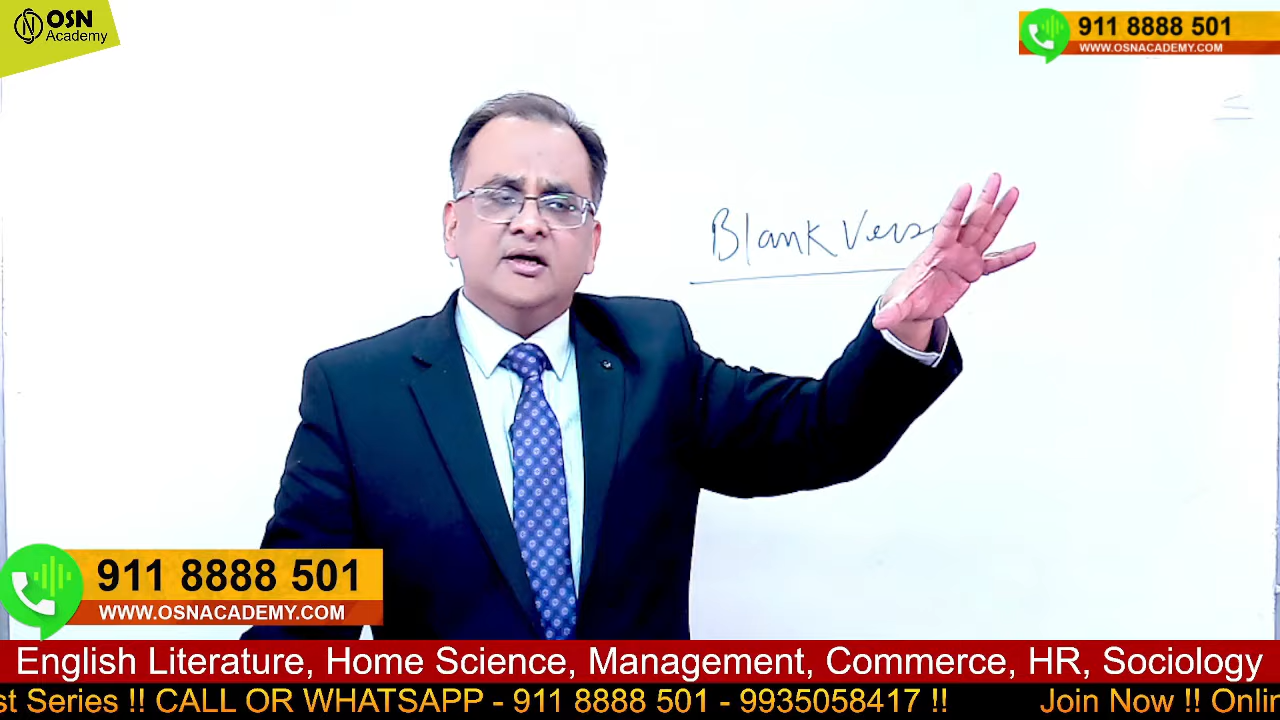 OSN
Academy
911 8888 501
WWW.OSNACADEMY.COM
Blank Vers
911 8888 501
WWW.OSNACADEMY.COM
English Literature, Home Science, Management, Commerce, HR, Sociology
st Series !! CALL OR WHATSAPP - 911 8888 501 - 9935058417 !! Join Now !! Onlin